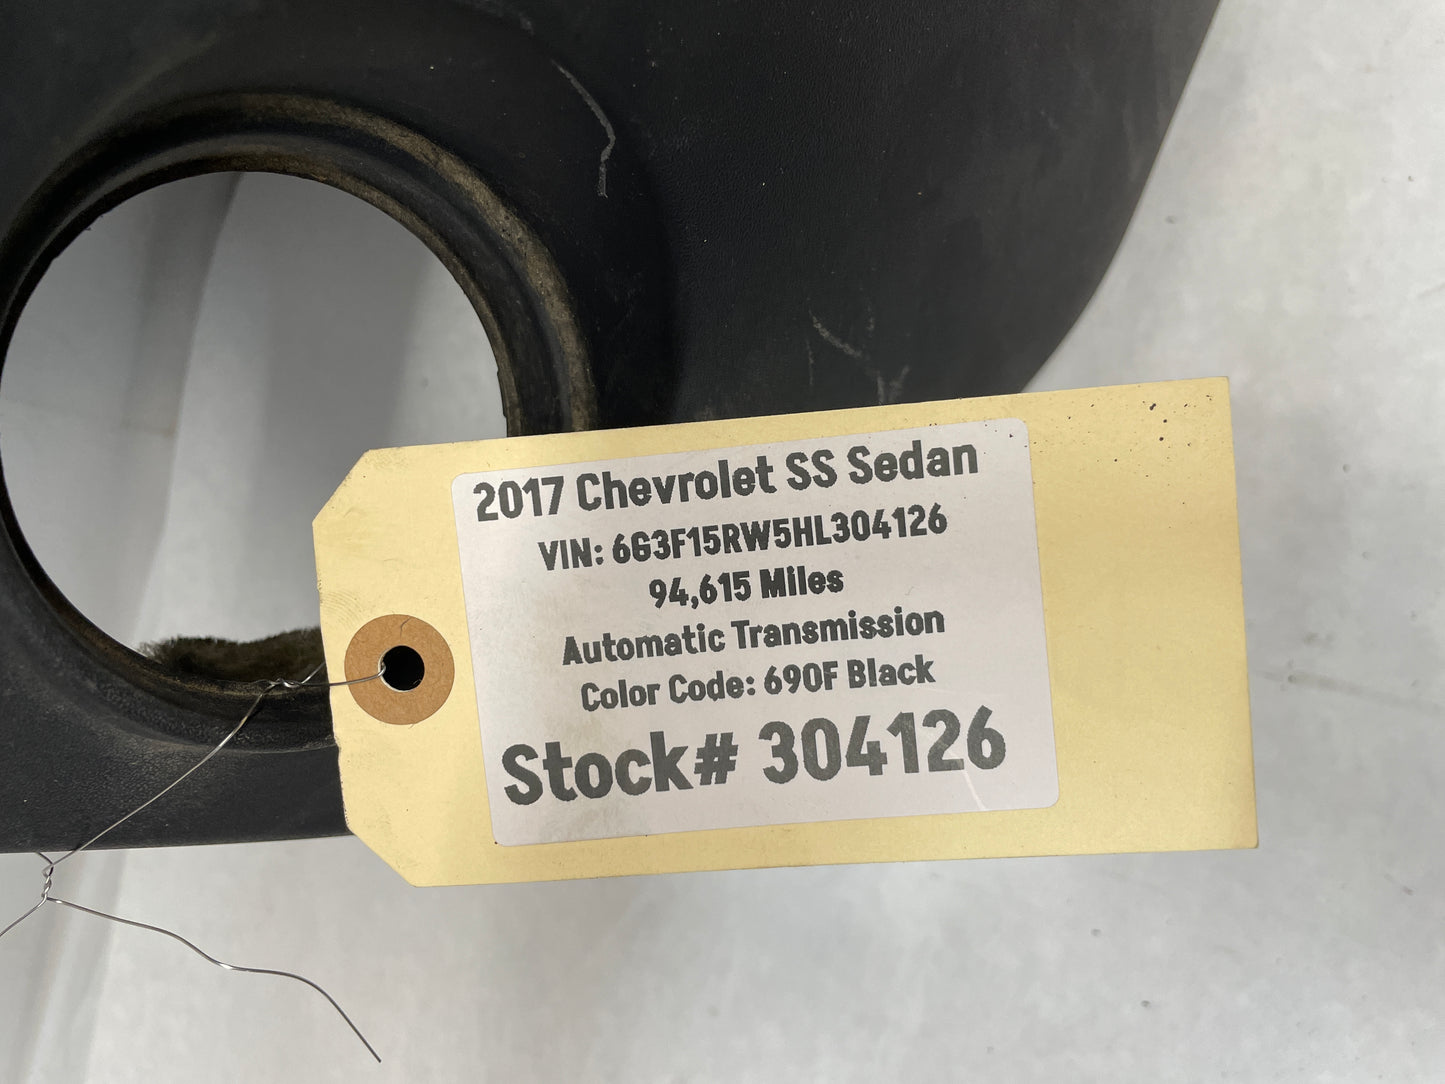 2017 Chevrolet SS Sedan
VIN: 6G3F15RW5HL304126
94,615 Miles
Automatic Transmission
Color Code: 690F Black
Stock# 304126